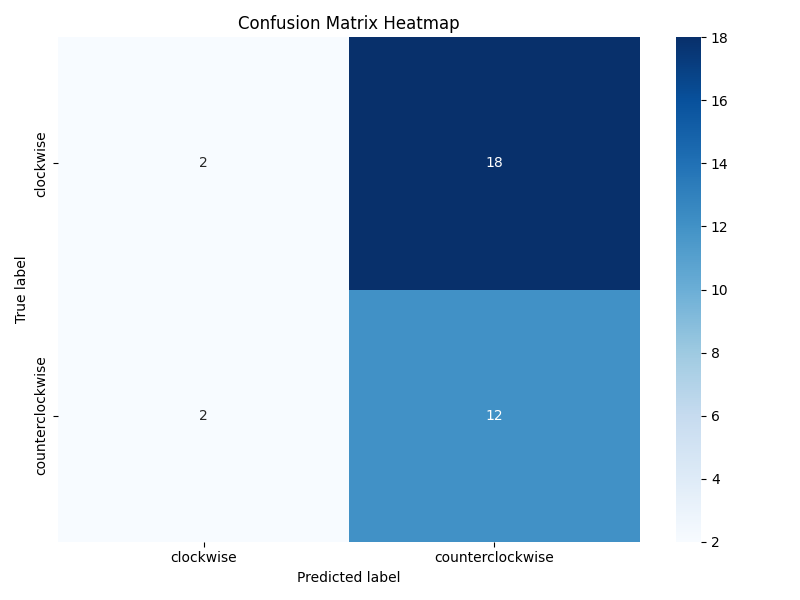 Confusion Matrix Heatmap
True label
clockwise
counterclockwise
2
18
2
12
clockwise
counterclockwise
Predicted label
18
16
14
12
10
8
6
4
2